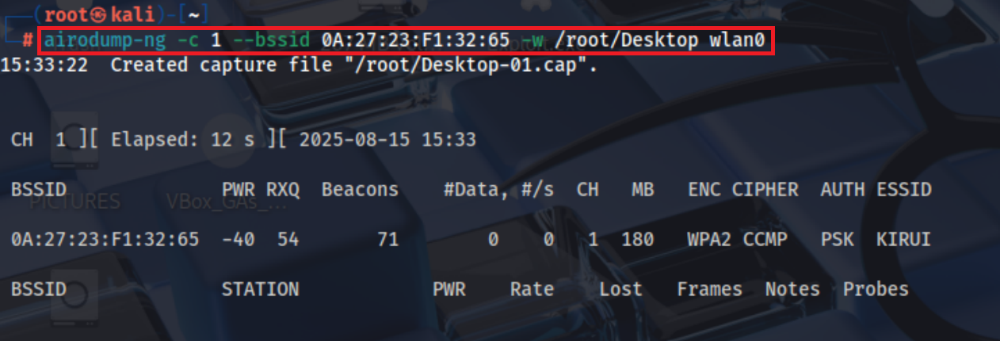 ┌──(root㉿kali)-[~]
└─# airodump-ng -c 1 --bssid 0A:27:23:F1:32:65 -w /root/Desktop wlan0
15:33:22  Created capture file "/root/Desktop-01.cap".
CH  1 ][ Elapsed: 12 s ][ 2025-08-15 15:33
BSSID              PWR RXQ  Beacons    #Data, #/s  CH   MB   ENC CIPHER  AUTH ESSID
PICTURES VBox_GAs_...
0A:27:23:F1:32:65  -40  54       71        0    0   1  180   WPA2 CCMP   PSK  KIRUI
BSSID              STATION            PWR    Rate    Lost   Frames  Notes  Probes